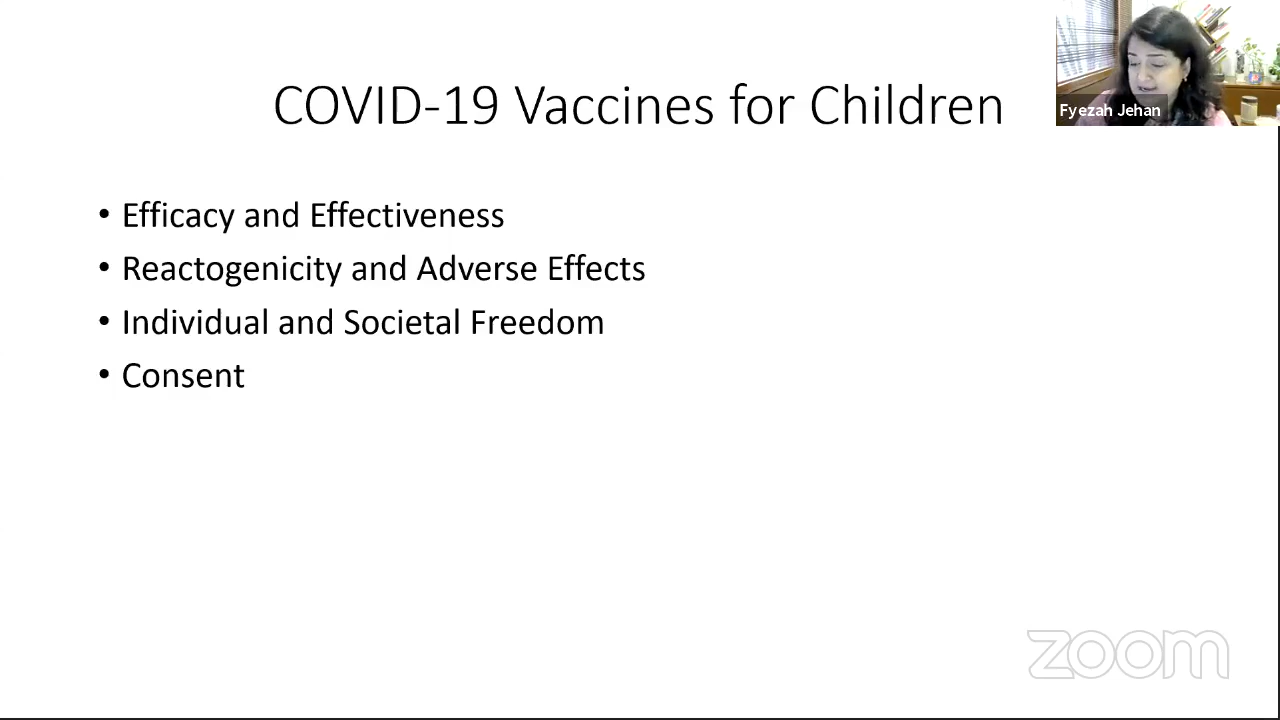 COVID-19 Vaccines for Children
Fyezah Jehan
• Efficacy and Effectiveness
• Reactogenicity and Adverse Effects
• Individual and Societal Freedom
• Consent
zoom